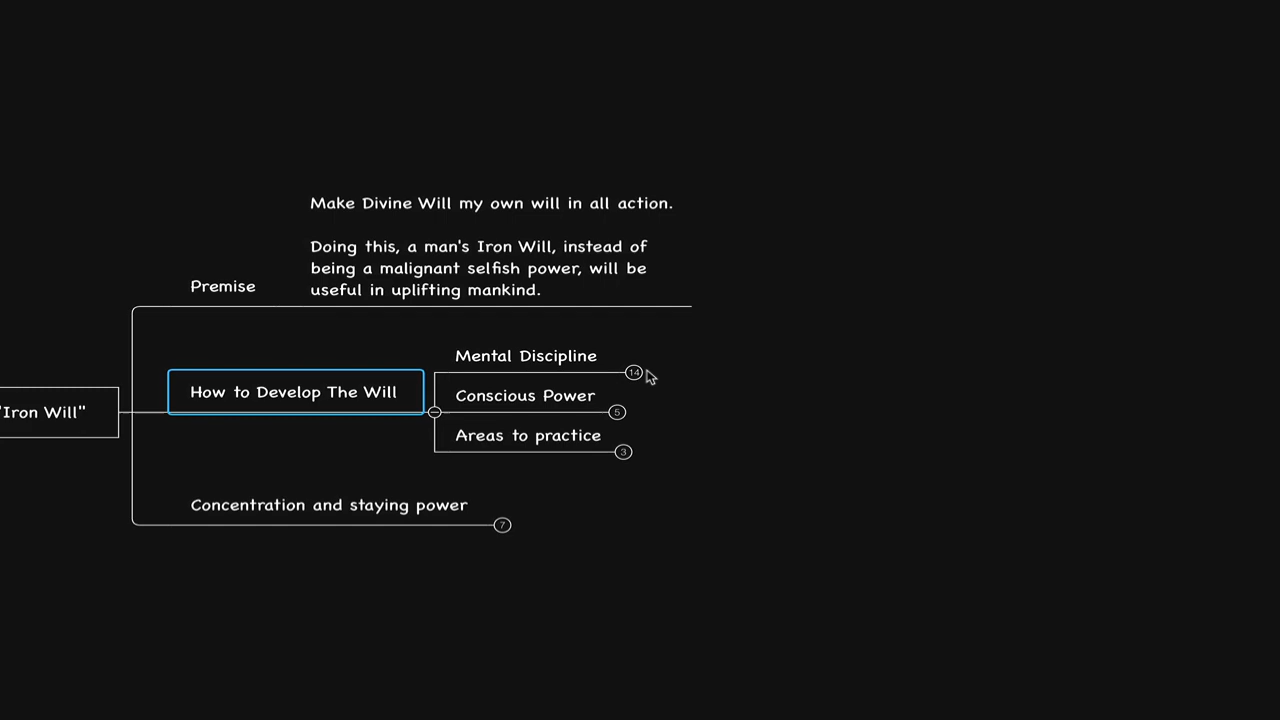 Make Divine Will my own will in all action.
Doing this, a man's Iron Will, instead of
being a malignant selfish power, will be
useful in uplifting mankind.
Premise
Mental Discipline
14
How to Develop The Will
Conscious Power
5
"Iron Will"
Areas to practice
3
Concentration and staying power
7